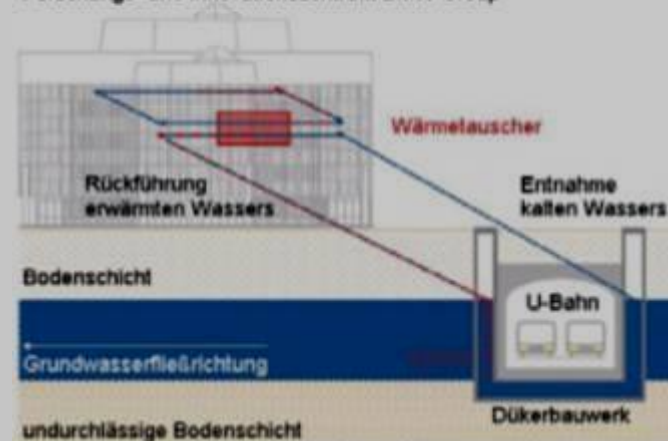 Wärmetauscher
Rückführung
erwärmten Wassers
Entnahme
kalten Wassers
Bodenschicht
U-Bahn
Grundwasserfließrichtung
Dükerbauwerk
undurchlässige Bodenschicht